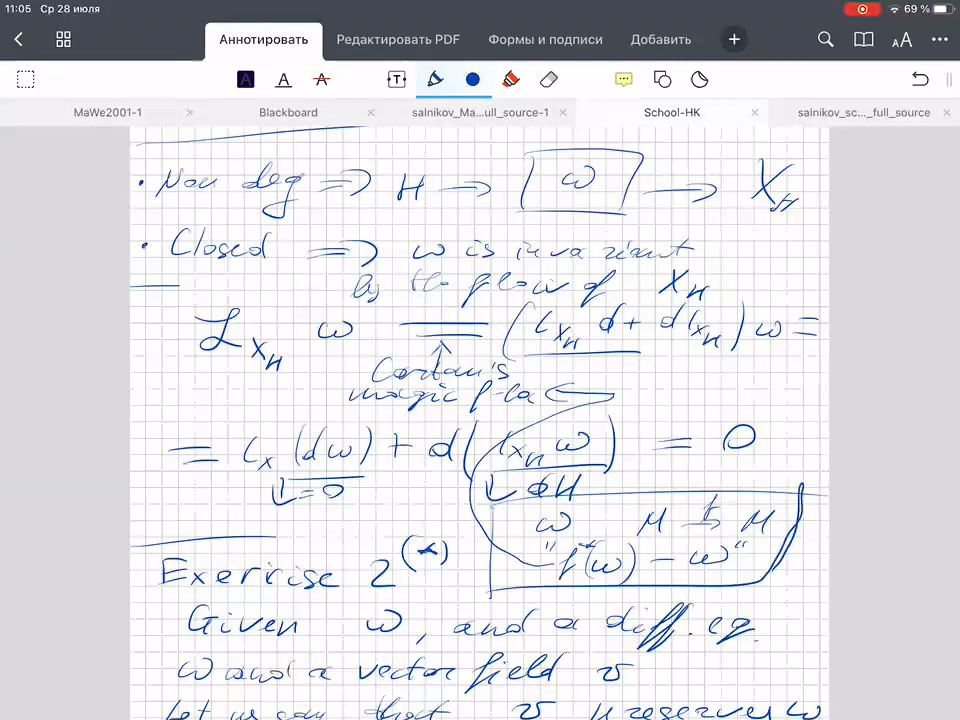 11:05 Ср 28 июля 69 %
Аннотировать Редактировать PDF Формы и подписи Добавить
MaWe2001-1 Blackboard salnikov_Ma...ull_source-1 School-HK salnikov_sc..._full_source
• Non deg ⇒ H → ω → X_H
• Closed ⇒ ω is invariant
by the flow of X_H
L_{X_H} ω = (ι_{X_H} d + dι_{X_H}) ω =
Cartan's
magic f-la
= ι_X (dω) + d(ι_{X_H} ω) = 0
↓ = 0 ↓ dH
ω M →^f M
"f*(ω) − ω"
Exercise 2 (*)
Given ω, and a diff. eq.
ω and a vector field v
Let us say that v preserves ω